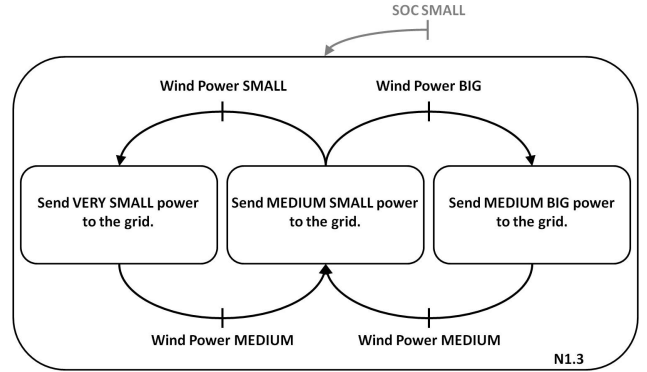 SOC SMALL
Wind Power SMALL
Wind Power BIG
Send VERY SMALL power
to the grid.
Send MEDIUM SMALL power
to the grid.
Send MEDIUM BIG power
to the grid.
Wind Power MEDIUM
Wind Power MEDIUM
N1.3